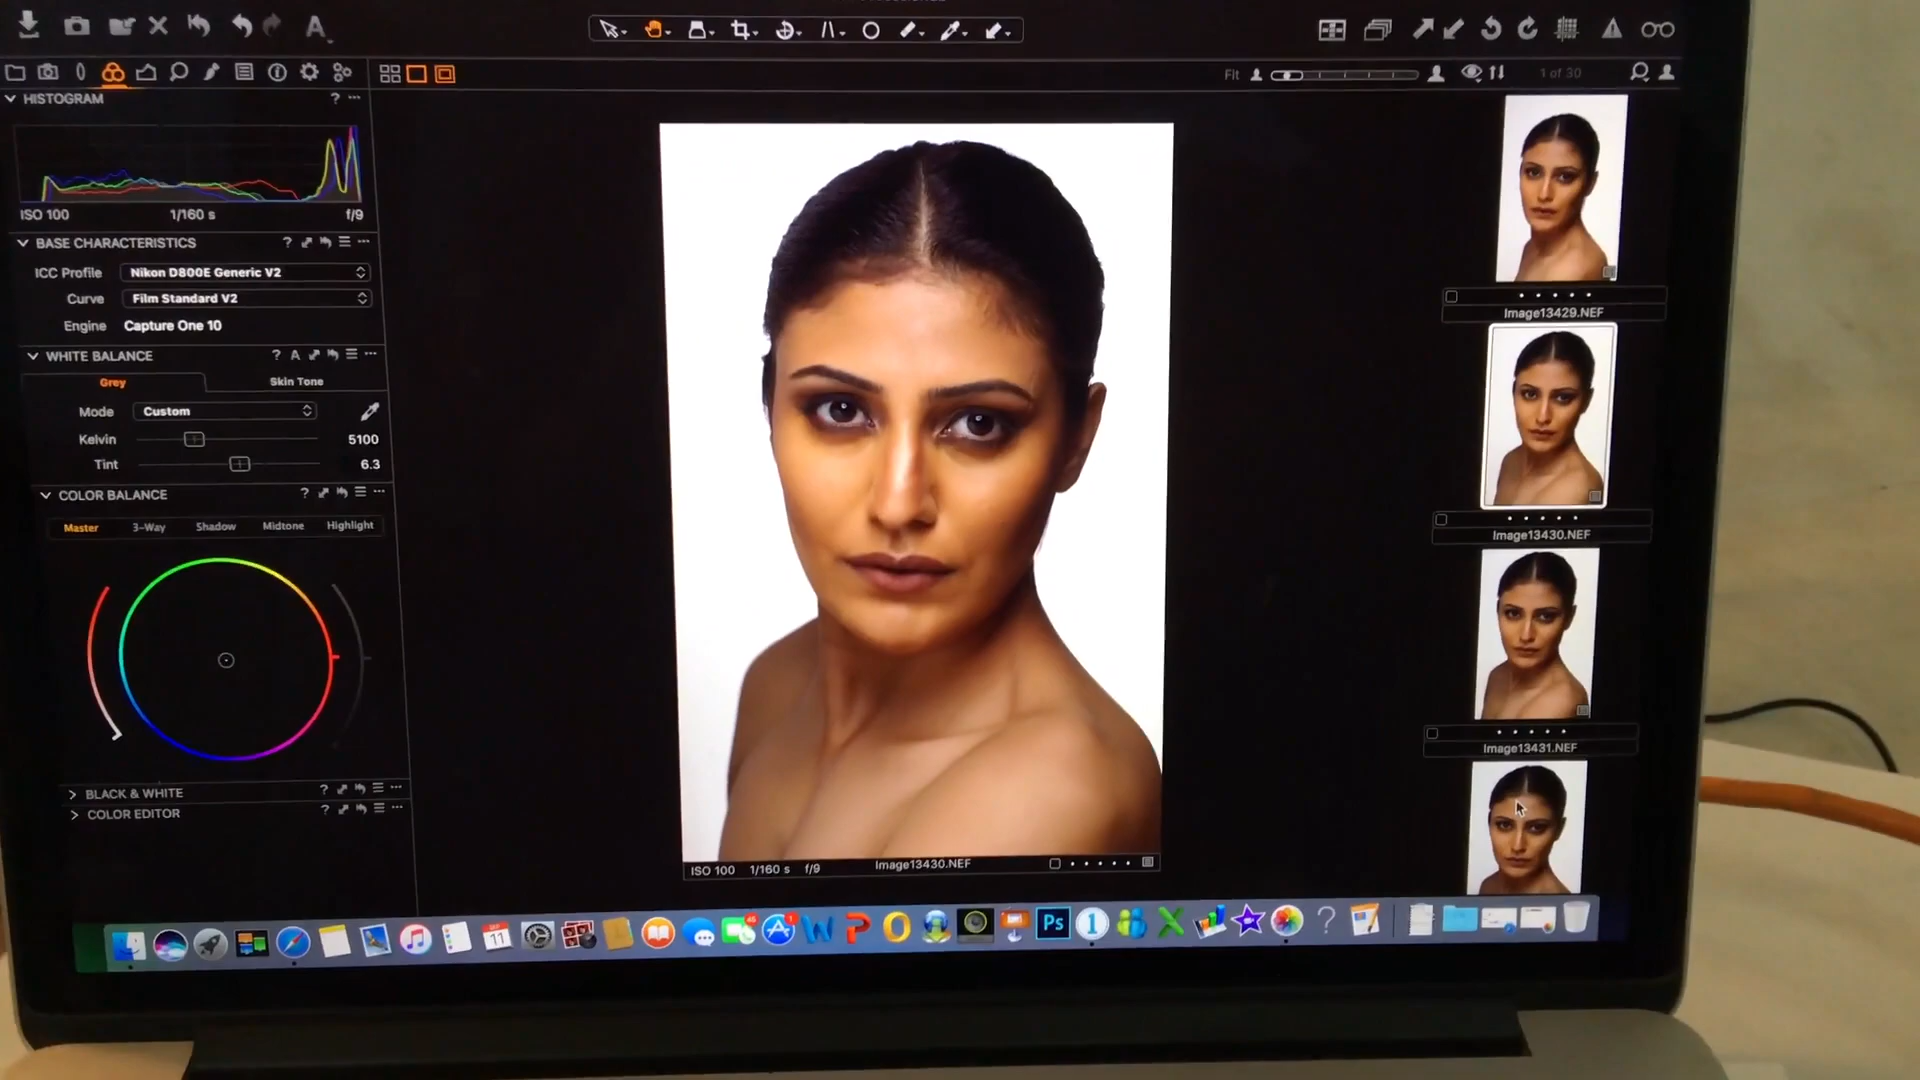 Fit
1 of 30
HISTOGRAM
ISO 100 1/160 s f/9
BASE CHARACTERISTICS
ICC Profile Nikon D800E Generic V2
Curve Film Standard V2
Engine Capture One 10
WHITE BALANCE
Grey Skin Tone
Mode Custom
Kelvin 5100
Tint 6.3
COLOR BALANCE
Master 3-Way Shadow Midtone Highlight
BLACK & WHITE
COLOR EDITOR
ISO 100 1/160 s f/9 Image13430.NEF
Image13429.NEF
Image13430.NEF
Image13431.NEF
11
Ps
1